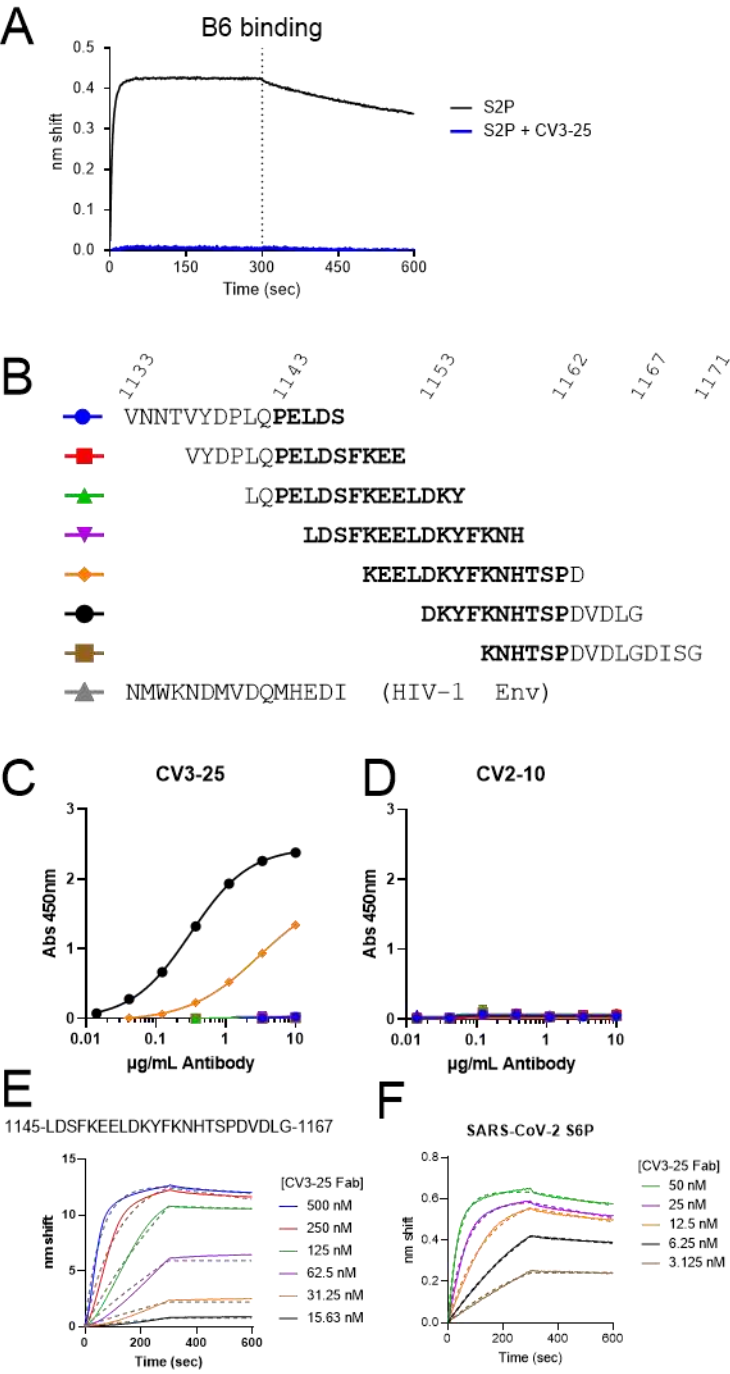 A
B6 binding
0.5
0.4
0.3
0.2
0.1
0.0
nm shift
0 150 300 450 600
Time (sec)
S2P
S2P + CV3-25
B
1133 1143 1153 1162 1167 1171
VNNTVYDPLQPELDS
VYDPLQPELDSFKEE
LQPELDSFKEELDKY
LDSFKEELDKYFKNH
KEELDKYFKNHTSPD
DKYFKNHTSPDVDLG
KNHTSPDVDLGDISG
NMWKNDMVDQMHEDI (HIV-1 Env)
C
CV3-25
3
2
1
0
Abs 450nm
0.01 0.1 1 10
µg/mL Antibody
D
CV2-10
3
2
1
0
Abs 450nm
0.01 0.1 1 10
µg/mL Antibody
E
1145-LDSFKEELDKYFKNHTSPDVDLG-1167
15
10
5
0
nm shift
0 200 400 600
Time (sec)
[CV3-25 Fab]
500 nM
250 nM
125 nM
62.5 nM
31.25 nM
15.63 nM
F
SARS-CoV-2 S6P
0.8
0.6
0.4
0.2
0.0
nm shift
0 200 400 600
Time (sec)
[CV3-25 Fab]
50 nM
25 nM
12.5 nM
6.25 nM
3.125 nM